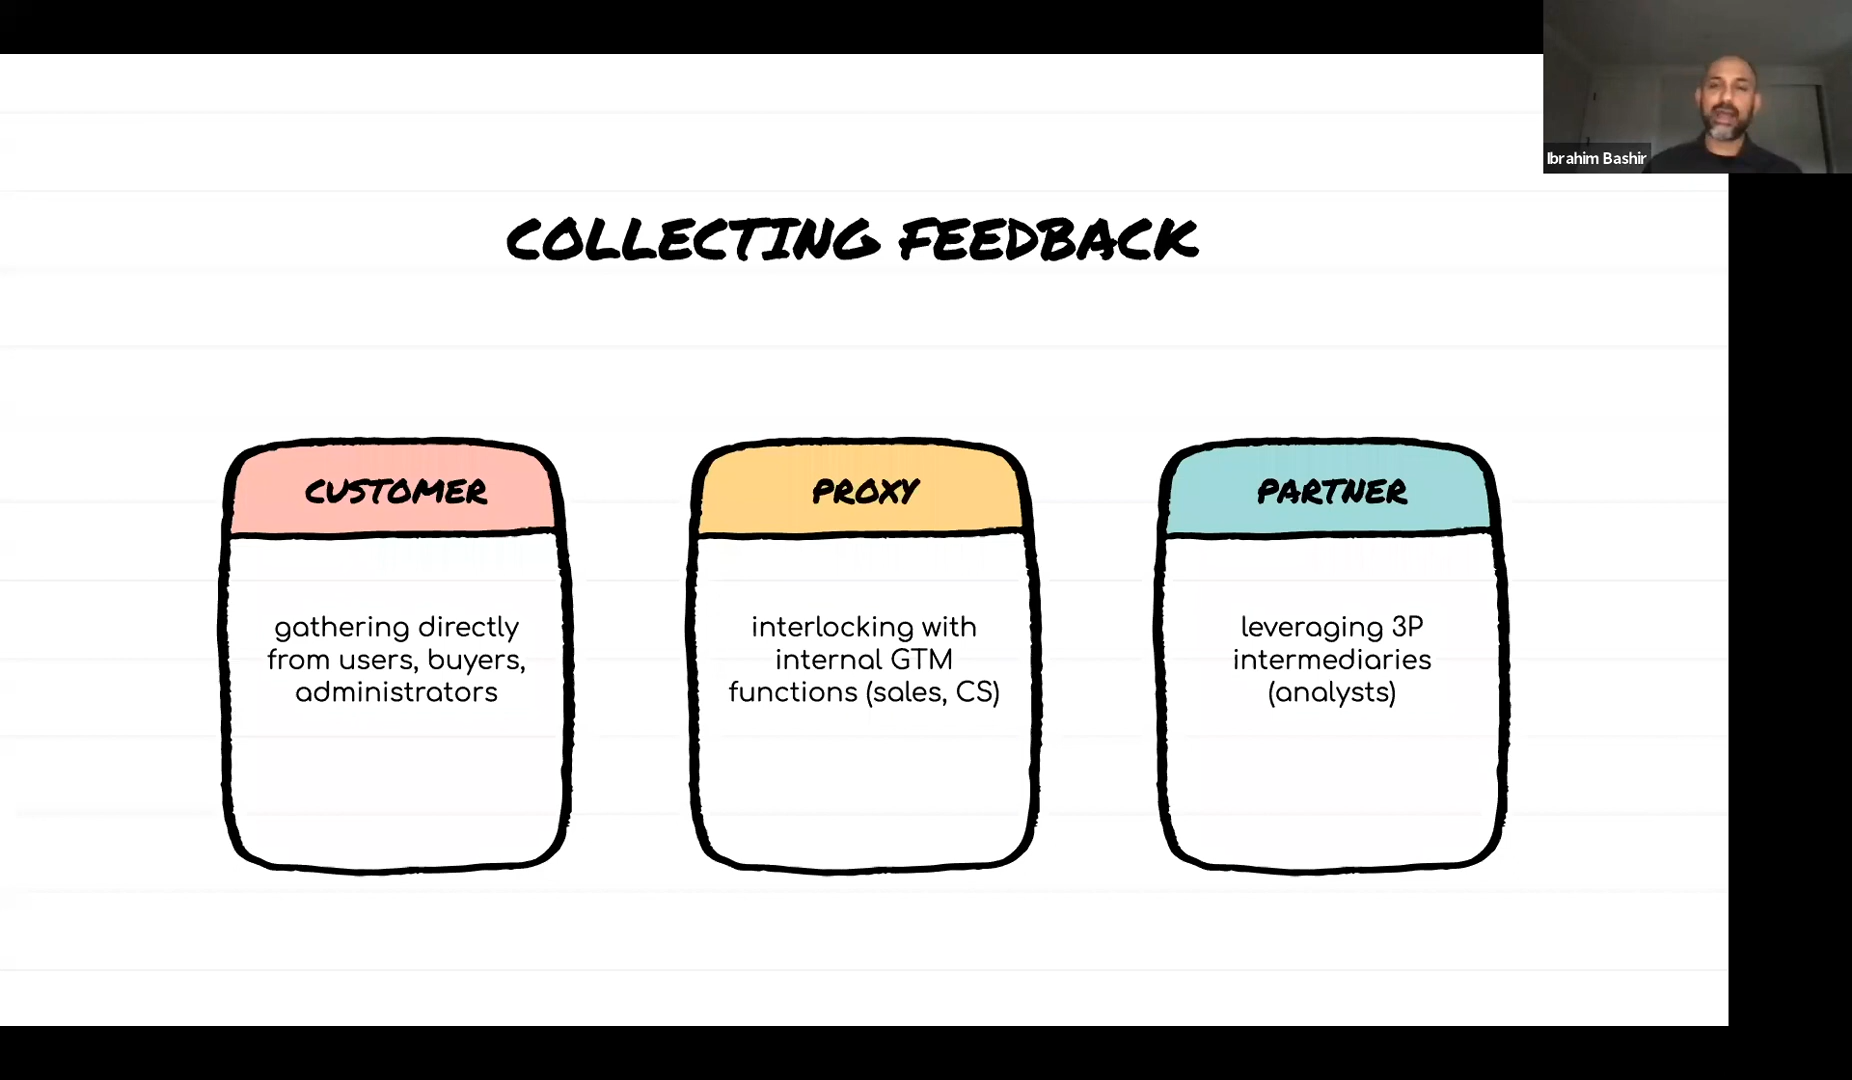 Ibrahim Bashir
COLLECTING FEEDBACK
CUSTOMER
gathering directly
from users, buyers,
administrators
PROXY
interlocking with
internal GTM
functions (sales, CS)
PARTNER
leveraging 3P
intermediaries
(analysts)